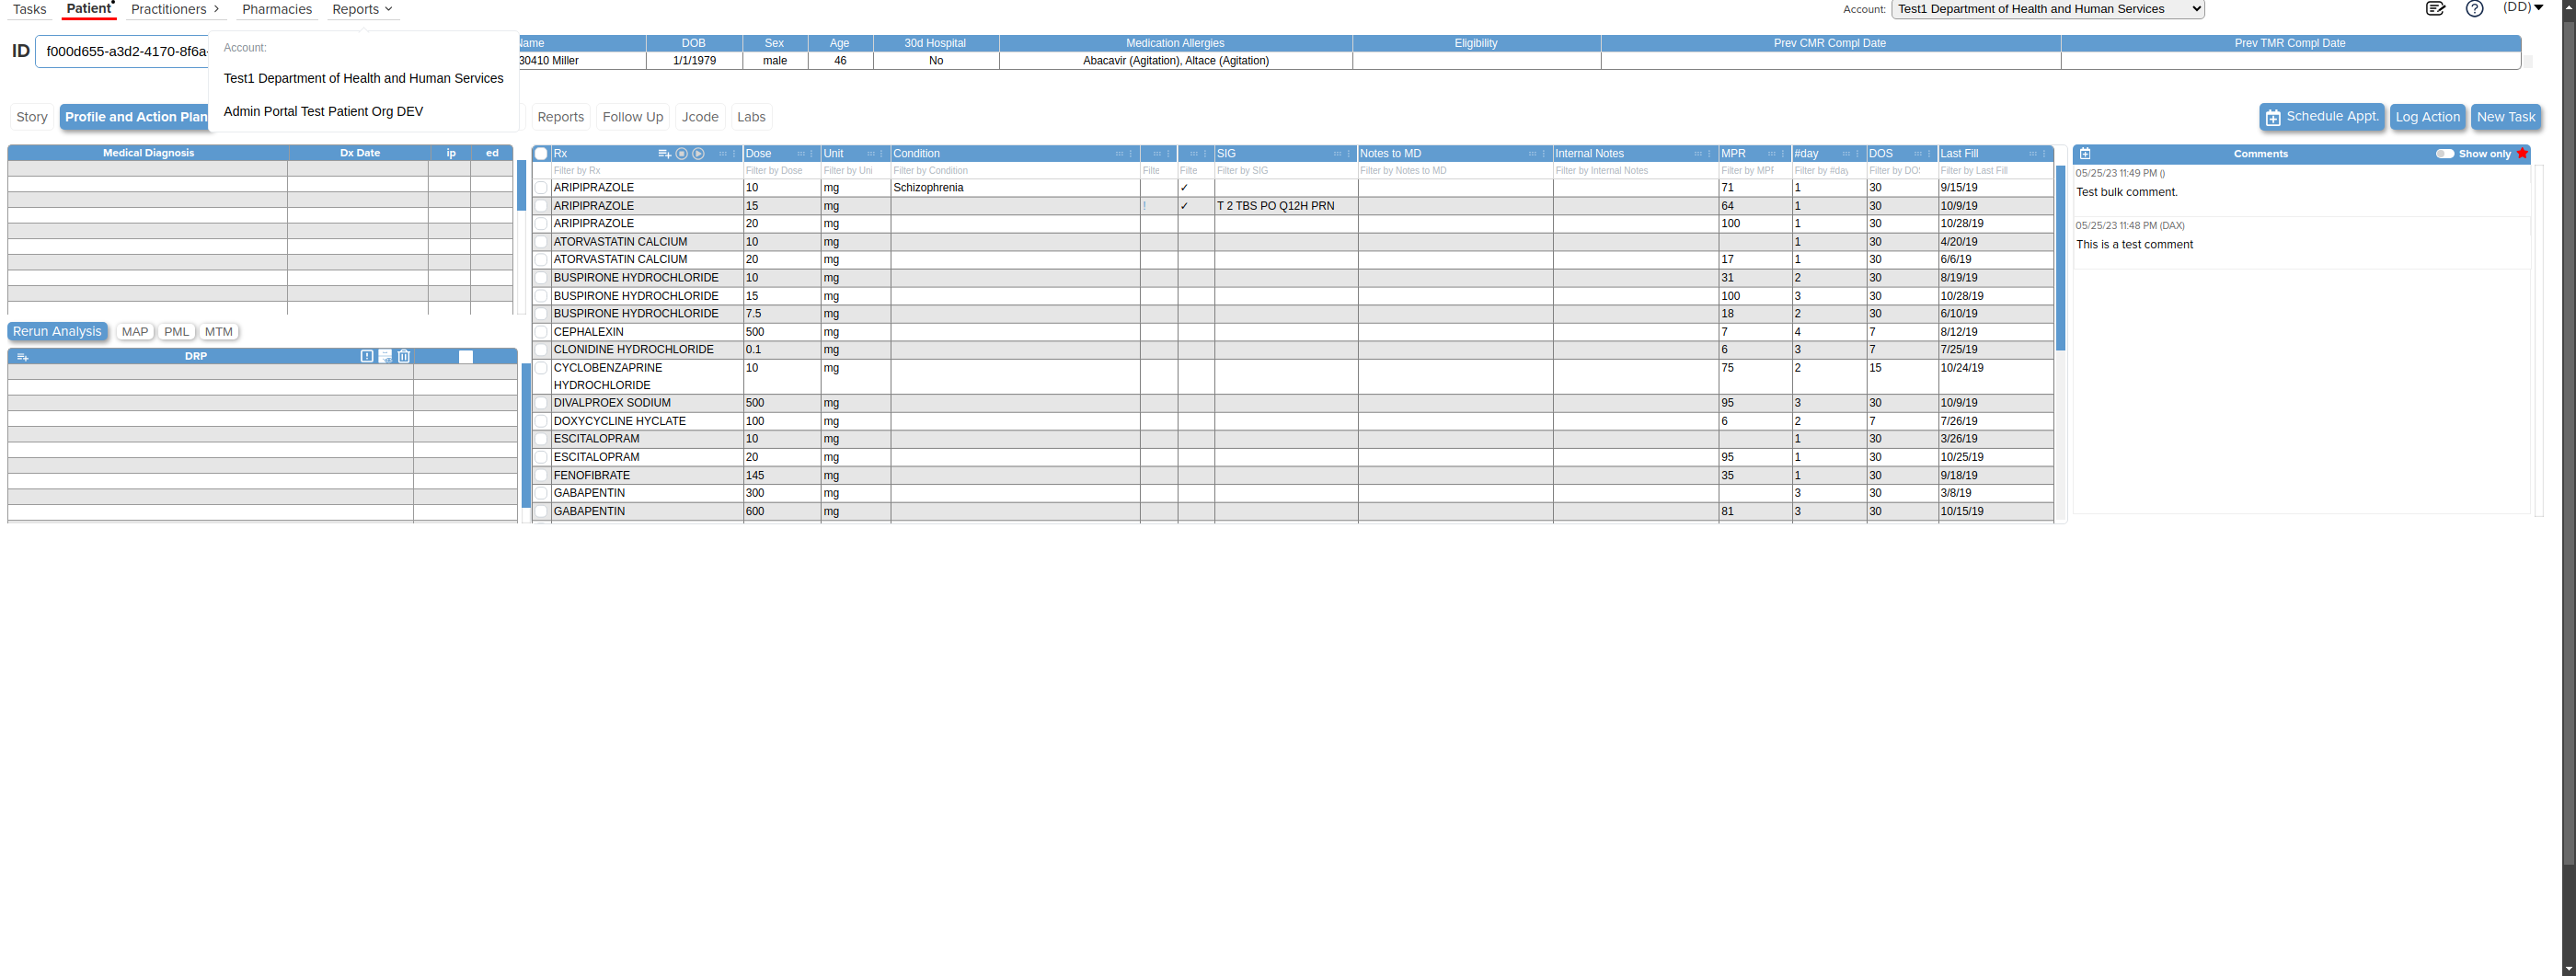 Tasks Patient Practitioners > Pharmacies Reports Account: Test1 Department of Health and Human Services (DD)
ID f000d655-a3d2-4170-8f6a-
Account:
Test1 Department of Health and Human Services
Admin Portal Test Patient Org DEV
DOB Sex Age 30d Hospital Medication Allergies Eligibility Prev CMR Compl Date Prev TMR Compl Date
30410 Miller 1/1/1979 male 46 No Abacavir (Agitation), Altace (Agitation)
Story Profile and Action Plan Reports Follow Up Jcode Labs Schedule Appt. Log Action New Task
Medical Diagnosis Dx Date ip ed
Rerun Analysis MAP PML MTM
DRP
Rx Dose Unit Condition SIG Notes to MD Internal Notes MPR #day DOS Last Fill
Filter by Rx Filter by Dose Filter by Uni Filter by Condition Filte Filte Filter by SIG Filter by Notes to MD Filter by Internal Notes Filter by MPF Filter by #day Filter by DO Filter by Last Fill
ARIPIPRAZOLE 10 mg Schizophrenia ✓ 71 1 30 9/15/19
ARIPIPRAZOLE 15 mg ! ✓ T 2 TBS PO Q12H PRN 64 1 30 10/9/19
ARIPIPRAZOLE 20 mg 100 1 30 10/28/19
ATORVASTATIN CALCIUM 10 mg 1 30 4/20/19
ATORVASTATIN CALCIUM 20 mg 17 1 30 6/6/19
BUSPIRONE HYDROCHLORIDE 10 mg 31 2 30 8/19/19
BUSPIRONE HYDROCHLORIDE 15 mg 100 3 30 10/28/19
BUSPIRONE HYDROCHLORIDE 7.5 mg 18 2 30 6/10/19
CEPHALEXIN 500 mg 7 4 7 8/12/19
CLONIDINE HYDROCHLORIDE 0.1 mg 6 3 7 7/25/19
CYCLOBENZAPRINE 10 mg 75 2 15 10/24/19
HYDROCHLORIDE
DIVALPROEX SODIUM 500 mg 95 3 30 10/9/19
DOXYCYCLINE HYCLATE 100 mg 6 2 7 7/26/19
ESCITALOPRAM 10 mg 1 30 3/26/19
ESCITALOPRAM 20 mg 95 1 30 10/25/19
FENOFIBRATE 145 mg 35 1 30 9/18/19
GABAPENTIN 300 mg 3 30 3/8/19
GABAPENTIN 600 mg 81 3 30 10/15/19
Comments Show only
05/25/23 11:49 PM ()
Test bulk comment.
05/25/23 11:48 PM (DAX)
This is a test comment